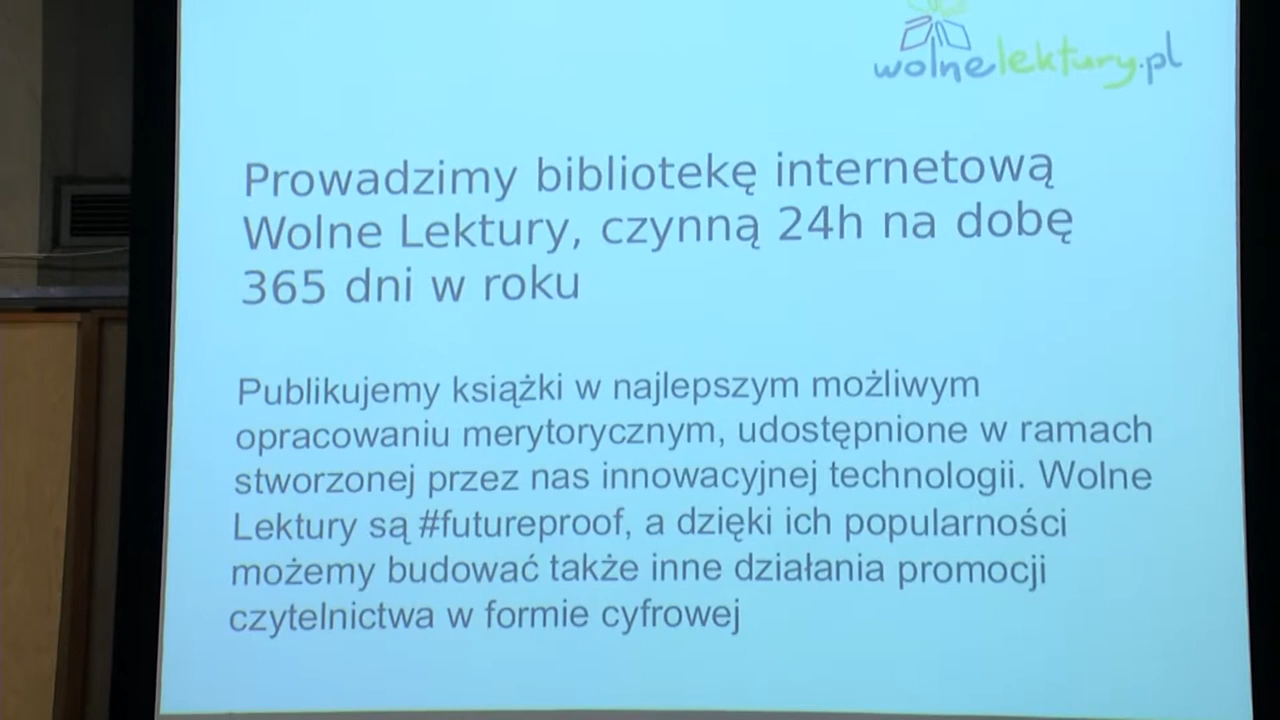 wolnelektury.pl
Prowadzimy bibliotekę internetową
Wolne Lektury, czynną 24h na dobę
365 dni w roku
Publikujemy książki w najlepszym możliwym
opracowaniu merytorycznym, udostępnione w ramach
stworzonej przez nas innowacyjnej technologii. Wolne
Lektury są #futureproof, a dzięki ich popularności
możemy budować także inne działania promocji
czytelnictwa w formie cyfrowej